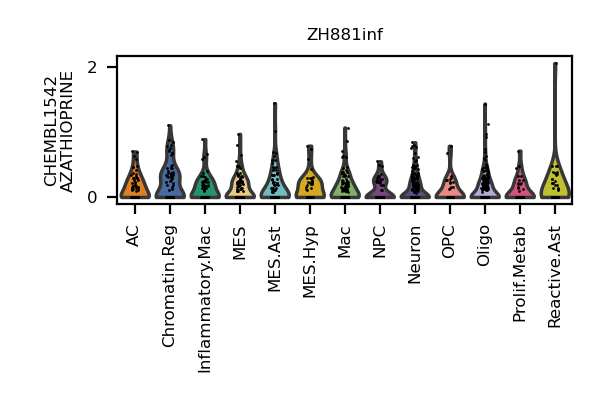 ZH881inf
CHEMBL1542
AZATHIOPRINE
2
0
AC
Chromatin.Reg
Inflammatory.Mac
MES
MES.Ast
MES.Hyp
Mac
NPC
Neuron
OPC
Oligo
Prolif.Metab
Reactive.Ast